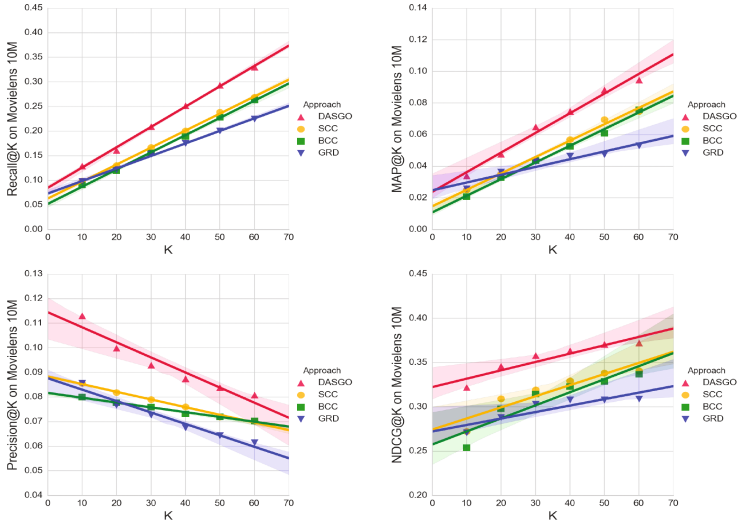 Recall@K on Movielens 10M
0.45
0.40
0.35
0.30
0.25
0.20
0.15
0.10
0.05
0.00
0 10 20 30 40 50 60 70
K
Approach
DASGO
SCC
BCC
GRD
MAP@K on Movielens 10M
0.14
0.12
0.10
0.08
0.06
0.04
0.02
0.00
0 10 20 30 40 50 60 70
K
Approach
DASGO
SCC
BCC
GRD
Precision@K on Movielens 10M
0.13
0.12
0.11
0.10
0.09
0.08
0.07
0.06
0.05
0.04
0 10 20 30 40 50 60 70
K
Approach
DASGO
SCC
BCC
GRD
NDCG@K on Movielens 10M
0.45
0.40
0.35
0.30
0.25
0.20
0 10 20 30 40 50 60 70
K
Approach
DASGO
SCC
BCC
GRD